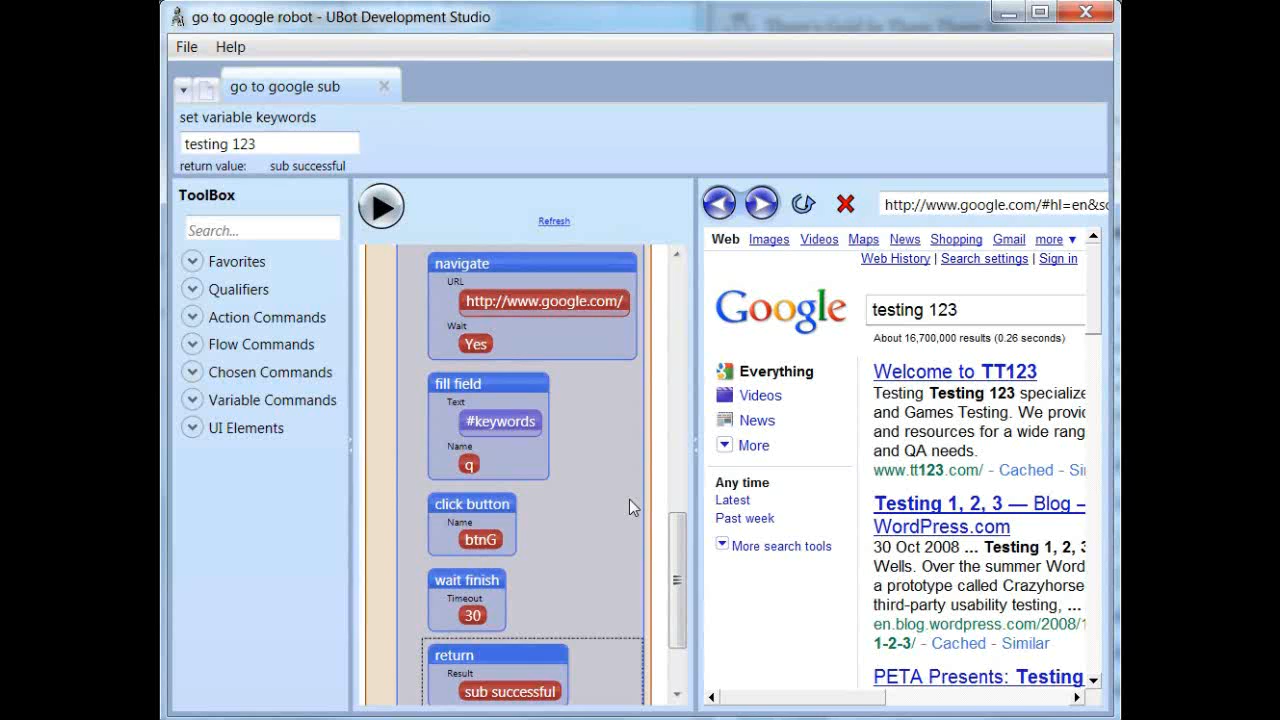 go to google robot - UBot Development Studio
File Help
go to google sub
set variable keywords
testing 123
return value: sub successful
ToolBox
Search...
Favorites
Qualifiers
Action Commands
Flow Commands
Chosen Commands
Variable Commands
UI Elements
Refresh
navigate
URL
http://www.google.com/
Wait
Yes
fill field
Text
#keywords
Name
q
click button
Name
btnG
wait finish
Timeout
30
return
Result
sub successful
http://www.google.com/#hl=en&sc
Web Images Videos Maps News Shopping Gmail more ▼
Web History | Search settings | Sign in
Google
testing 123
About 16,700,000 results (0.26 seconds)
Everything
Videos
News
More
Any time
Latest
Past week
More search tools
Welcome to TT123
Testing Testing 123 specialize
and Games Testing. We provid
and resources for a wide rang
and QA needs.
www.tt123.com/ - Cached - Sir
Testing 1, 2, 3 — Blog –
WordPress.com
30 Oct 2008 ... Testing 1, 2, 3
Wells. Over the summer Word
a prototype called Crazyhorse
third-party usability testing, ...
en.blog.wordpress.com/2008/1
1-2-3/ - Cached - Similar
PETA Presents: Testing